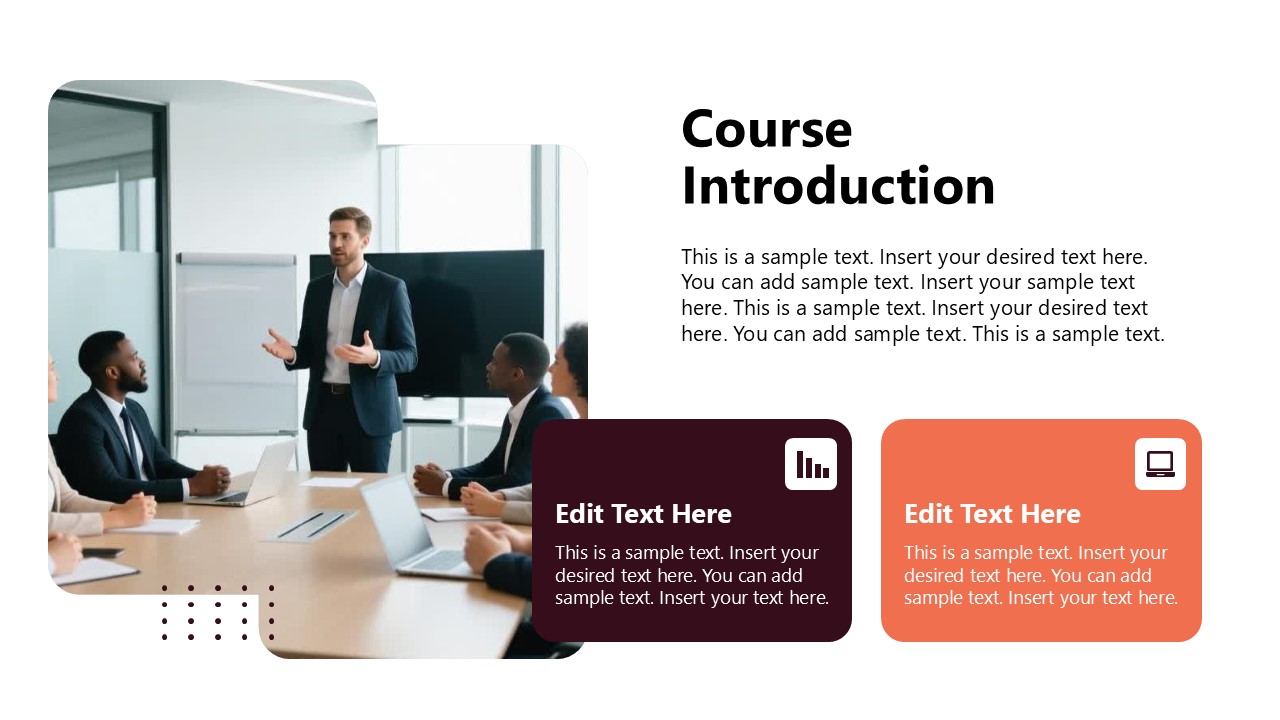 Course
Introduction
This is a sample text. Insert your desired text here.
You can add sample text. Insert your sample text
here. This is a sample text. Insert your desired text
here. You can add sample text. This is a sample text.
Edit Text Here
This is a sample text. Insert your
desired text here. You can add
sample text. Insert your text here.
Edit Text Here
This is a sample text. Insert your
desired text here. You can add
sample text. Insert your text here.